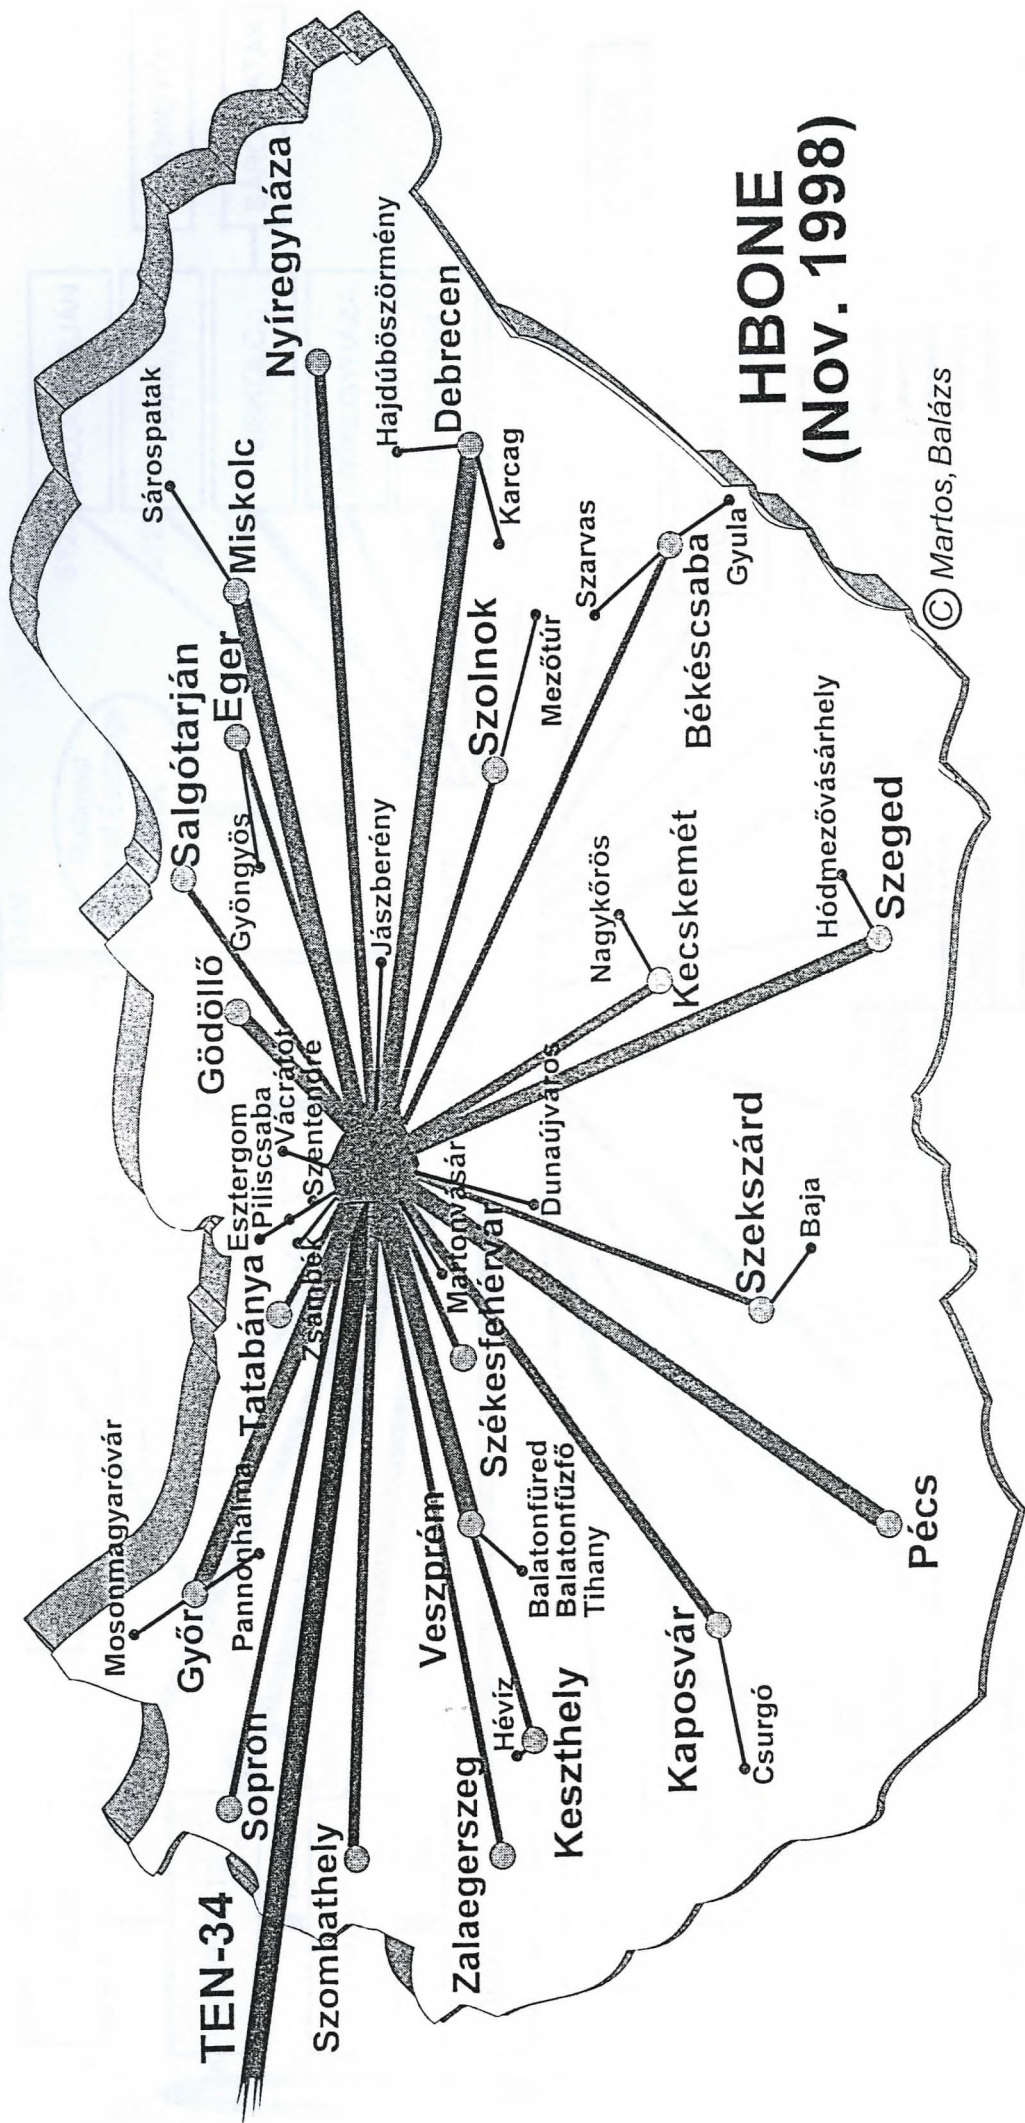 HBONE
(Nov. 1998)
© Martos, Balázs
TEN-34
Mosonmagyaróvár
Győr
Pannonhalma
Sopron
Szombathely
Tatabánya
Zsámbék
Esztergom
Piliscsaba
Vácrátót
Szentendre
Gödöllő
Salgótarján
Gyöngyös
Eger
Miskolc
Sárospatak
Nyíregyháza
Hajdúböszörmény
Debrecen
Karcag
Jászberény
Szolnok
Mezőtúr
Szarvas
Békéscsaba
Gyula
Nagykőrös
Kecskemét
Hódmezővásárhely
Szeged
Martonvásár
Székesfehérvár
Dunaújváros
Szekszárd
Baja
Veszprém
Balatonfüred
Balatonfűzfő
Tihany
Zalaegerszeg
Hévíz
Keszthely
Kaposvár
Csurgó
Pécs